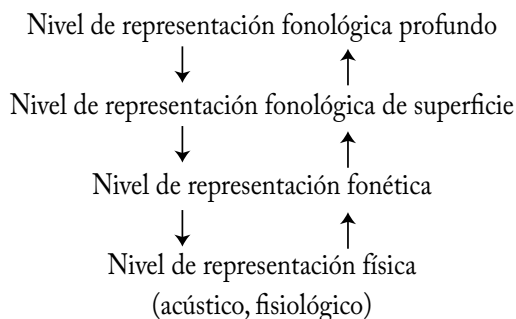 Nivel de representación fonológica profundo
Nivel de representación fonológica de superficie
Nivel de representación fonética
Nivel de representación física
(acústico, fisiológico)